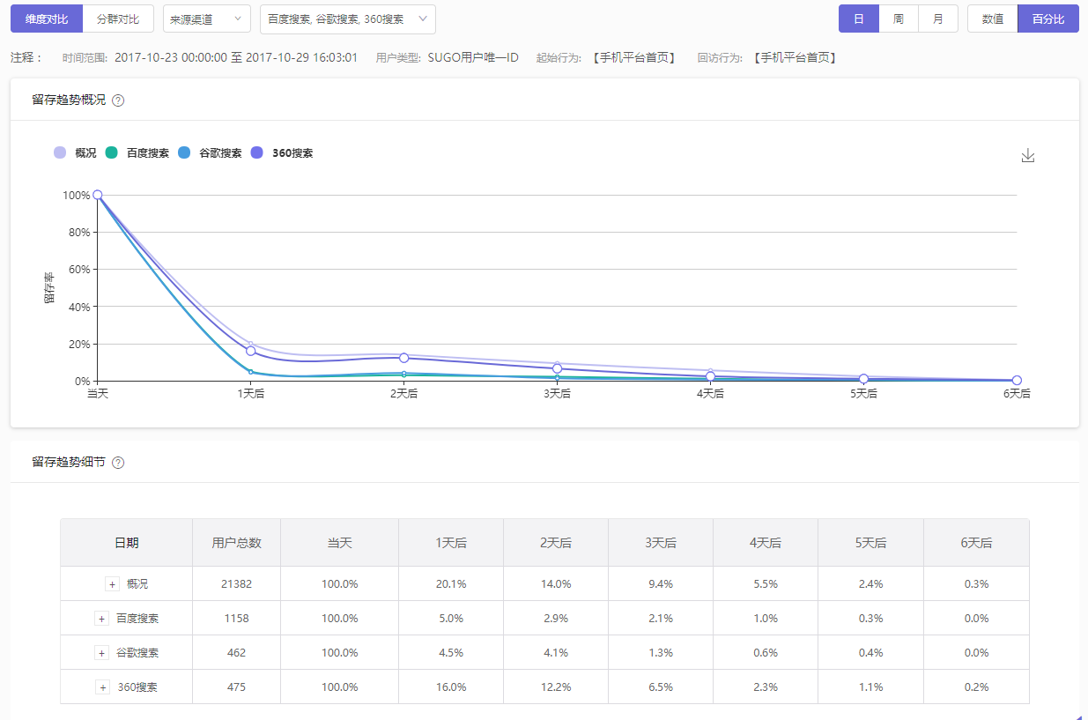 维度对比 分群对比 来源渠道 百度搜索, 谷歌搜索, 360搜索 日 周 月 数值 百分比
注释： 时间范围: 2017-10-23 00:00:00 至 2017-10-29 16:03:01 用户类型: SUGO用户唯一ID 起始行为: 【手机平台首页】 回访行为: 【手机平台首页】
留存趋势概况 ?
概况 百度搜索 谷歌搜索 360搜索
100%
80%
60%
40%
20%
0%
留存率
当天 1天后 2天后 3天后 4天后 5天后 6天后
留存趋势细节 ?
日期 用户总数 当天 1天后 2天后 3天后 4天后 5天后 6天后
+ 概况 21382 100.0% 20.1% 14.0% 9.4% 5.5% 2.4% 0.3%
+ 百度搜索 1158 100.0% 5.0% 2.9% 2.1% 1.0% 0.3% 0.0%
+ 谷歌搜索 462 100.0% 4.5% 4.1% 1.3% 0.6% 0.4% 0.0%
+ 360搜索 475 100.0% 16.0% 12.2% 6.5% 2.3% 1.1% 0.2%